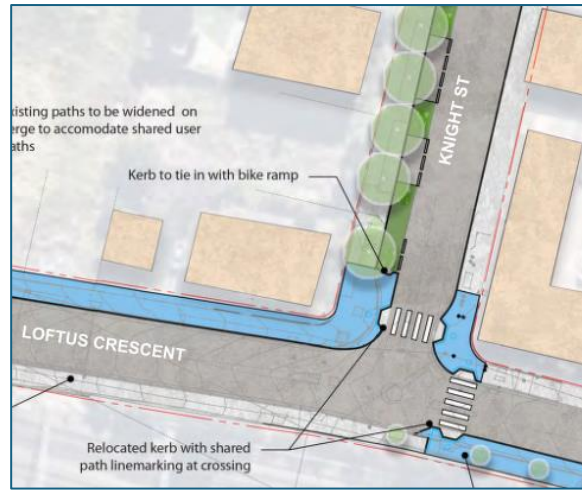 xisting paths to be widened on
erge to accomodate shared user
aths
KNIGHT ST
Kerb to tie in with bike ramp
LOFTUS CRESCENT
Relocated kerb with shared
path linemarking at crossing